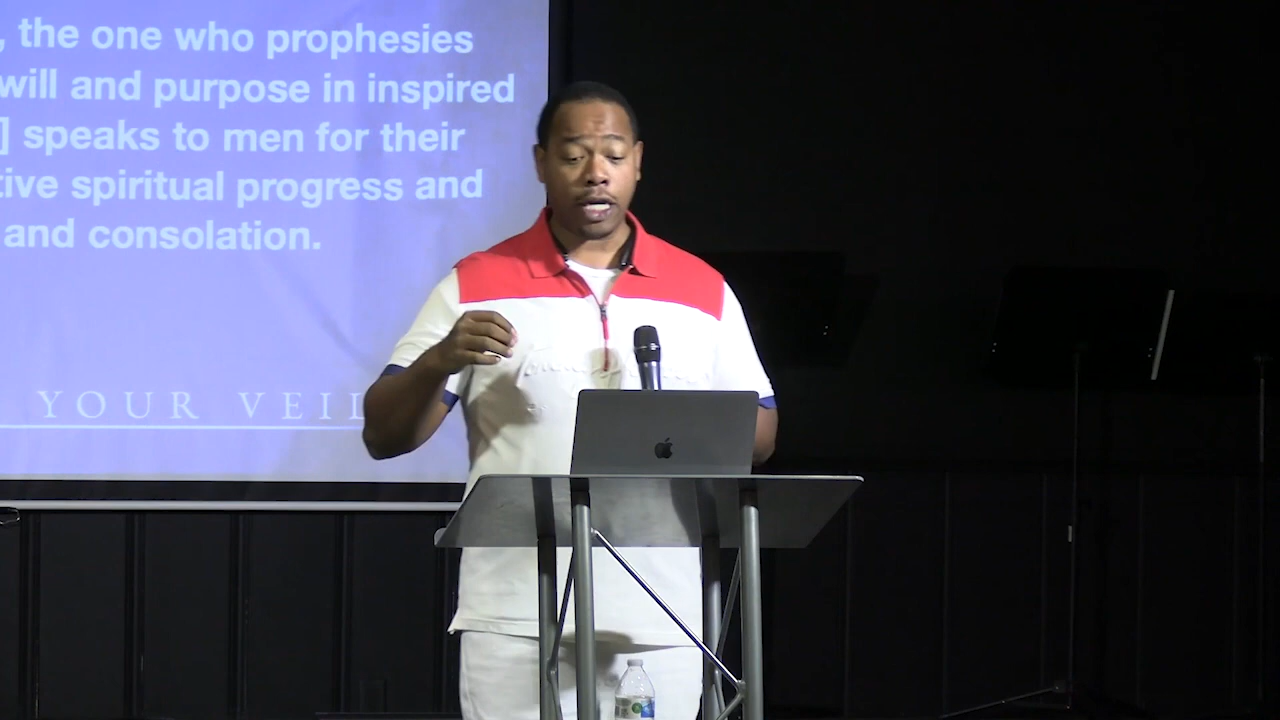 , the one who prophesies
will and purpose in inspired
] speaks to men for their
tive spiritual progress and
and consolation.
YOUR VEIL